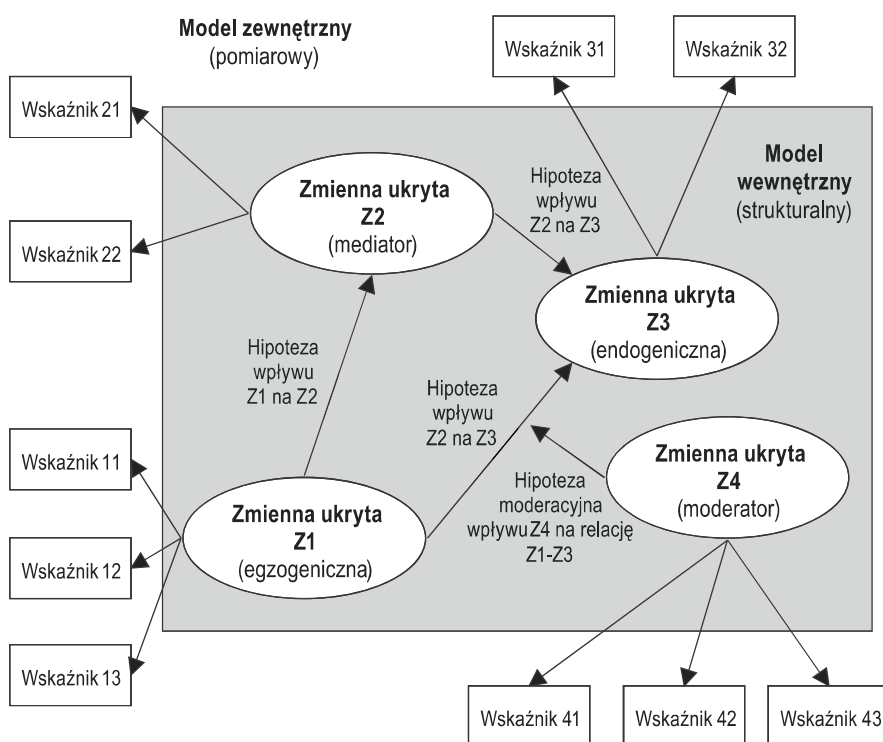 Model zewnętrzny
(pomiarowy)
Wskaźnik 31
Wskaźnik 32
Wskaźnik 21
Wskaźnik 22
Zmienna ukryta
Z2
(mediator)
Hipoteza
wpływu
Z2 na Z3
Model
wewnętrzny
(strukturalny)
Zmienna ukryta
Z3
(endogeniczna)
Hipoteza
wpływu
Z1 na Z2
Hipoteza
wpływu
Z2 na Z3
Wskaźnik 11
Wskaźnik 12
Wskaźnik 13
Zmienna ukryta
Z1
(egzogeniczna)
Hipoteza
moderacyjna
wpływu Z4 na relację
Z1-Z3
Zmienna ukryta
Z4
(moderator)
Wskaźnik 41
Wskaźnik 42
Wskaźnik 43